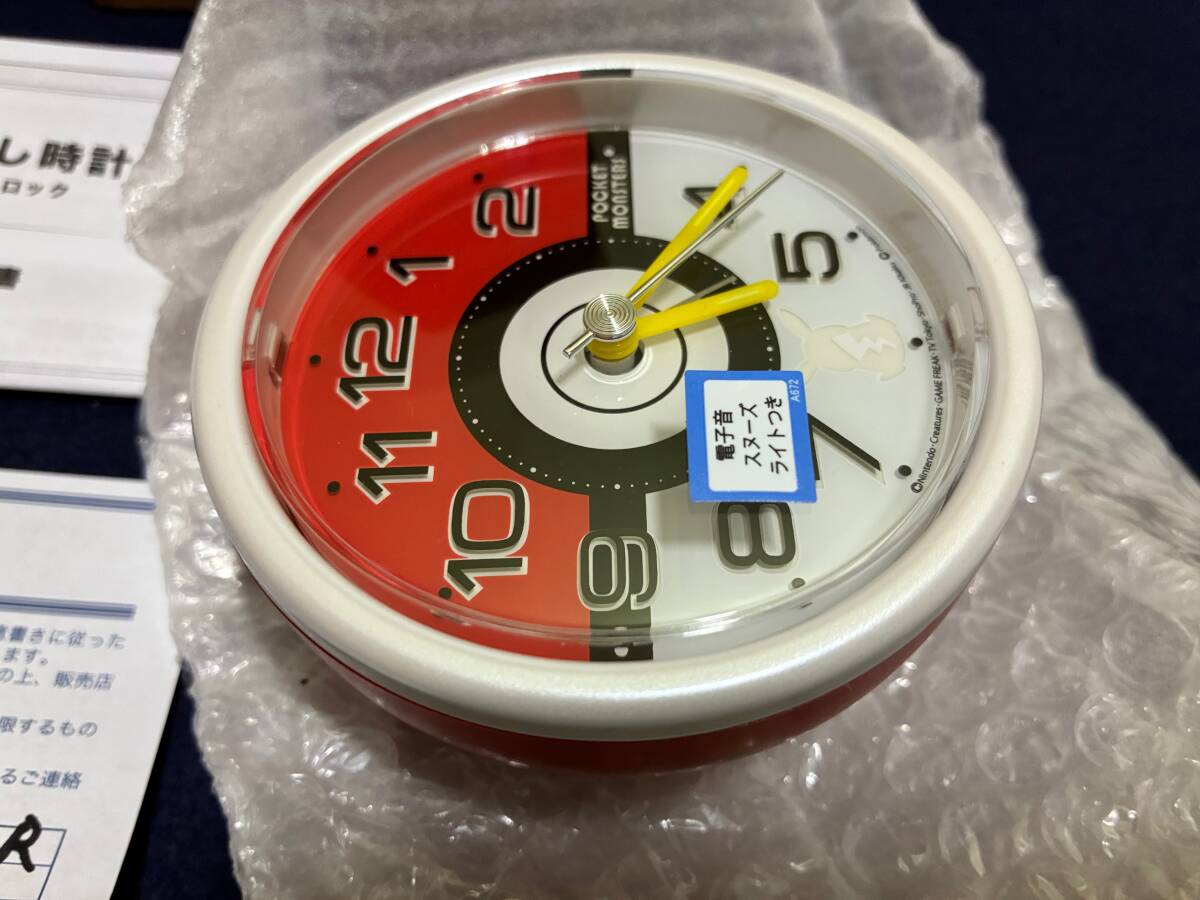 し時計
ロック
書
POCKET
MONSTERS
2
1
12
11
10
9
8
7
5
4
©Nintendo・Creatures・GAME FREAK・TV Tokyo・ShoPro・JR Kikaku ©Pokémon
A672
電子音
スヌーズ
ライトつき
書きに従った
ます。
の上、販売店
限するもの
るご連絡
R